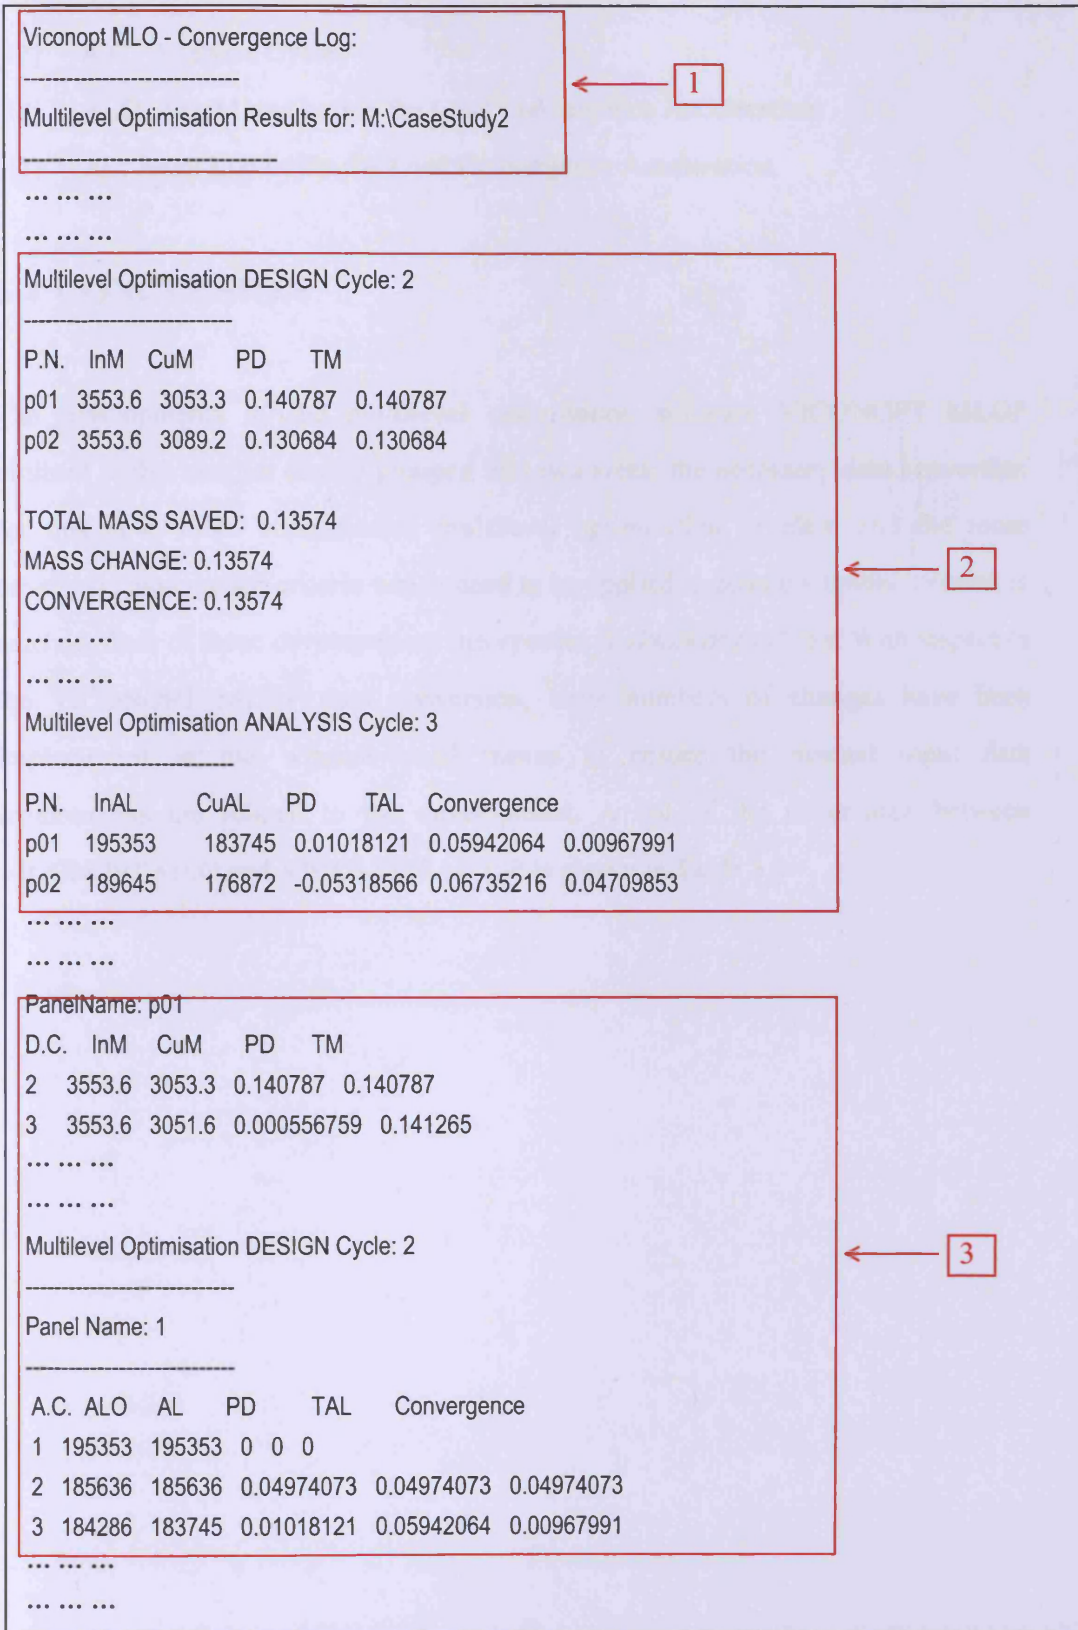 Viconopt MLO - Convergence Log:
------------------------------
Multilevel Optimisation Results for: M:\CaseStudy2
------------------------------------
... ... ...
... ... ...
Multilevel Optimisation DESIGN Cycle: 2
-----------------------------
P.N. InM CuM PD TM
p01 3553.6 3053.3 0.140787 0.140787
p02 3553.6 3089.2 0.130684 0.130684
TOTAL MASS SAVED: 0.13574
MASS CHANGE: 0.13574
CONVERGENCE: 0.13574
... ... ...
... ... ...
Multilevel Optimisation ANALYSIS Cycle: 3
-----------------------------
P.N. InAL CuAL PD TAL Convergence
p01 195353 183745 0.01018121 0.05942064 0.00967991
p02 189645 176872 -0.05318566 0.06735216 0.04709853
... ... ...
... ... ...
PanelName: p01
D.C. InM CuM PD TM
2 3553.6 3053.3 0.140787 0.140787
3 3553.6 3051.6 0.000556759 0.141265
... ... ...
... ... ...
Multilevel Optimisation DESIGN Cycle: 2
-----------------------------
Panel Name: 1
-----------------------------
A.C. ALO AL PD TAL Convergence
1 195353 195353 0 0 0
2 185636 185636 0.04974073 0.04974073 0.04974073
3 184286 183745 0.01018121 0.05942064 0.00967991
... ... ...
... ... ...
1
2
3